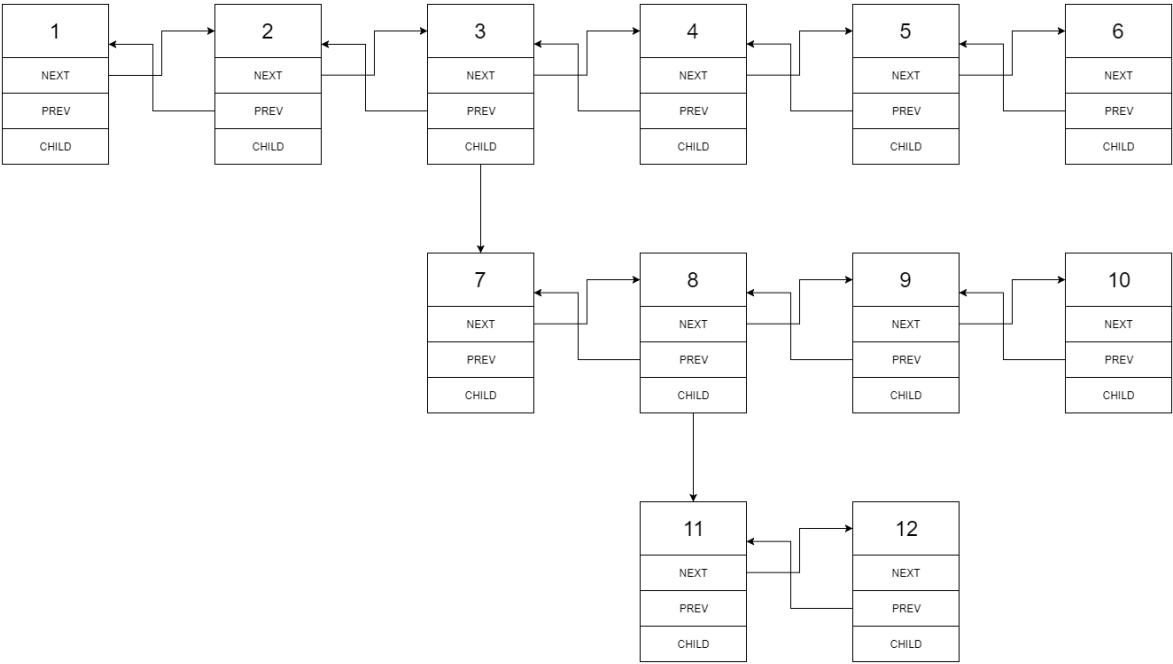 1 2 3 4 5 6
NEXT NEXT NEXT NEXT NEXT NEXT
PREV PREV PREV PREV PREV PREV
CHILD CHILD CHILD CHILD CHILD CHILD
7 8 9 10
NEXT NEXT NEXT NEXT
PREV PREV PREV PREV
CHILD CHILD CHILD CHILD
11 12
NEXT NEXT
PREV PREV
CHILD CHILD